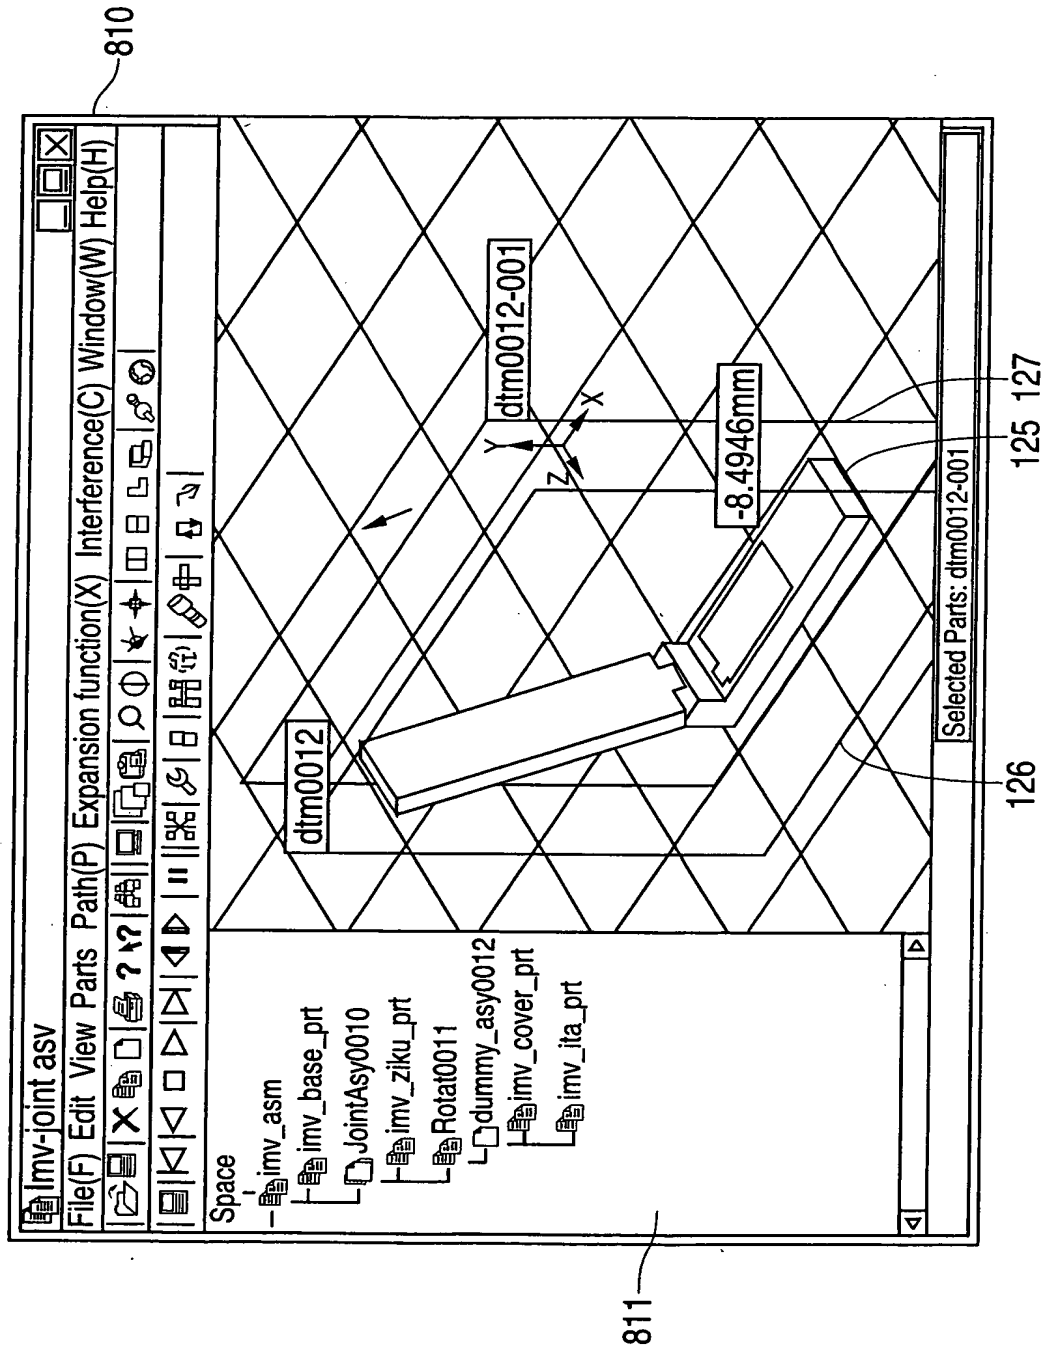 810
Imv-joint asv
File(F) Edit View Parts Path(P) Expansion function(X) Interference(C) Window(W) Help(H)
Space
imv_asm
imv_base_prt
JointAsy0010
imv_ziku_prt
Rotat0011
dummy_asy0012
imv_cover_prt
imv_ita_prt
dtm0012
dtm0012-001
Y
X
Z
-8.4946mm
Selected Parts: dtm0012-001
811
126
125
127